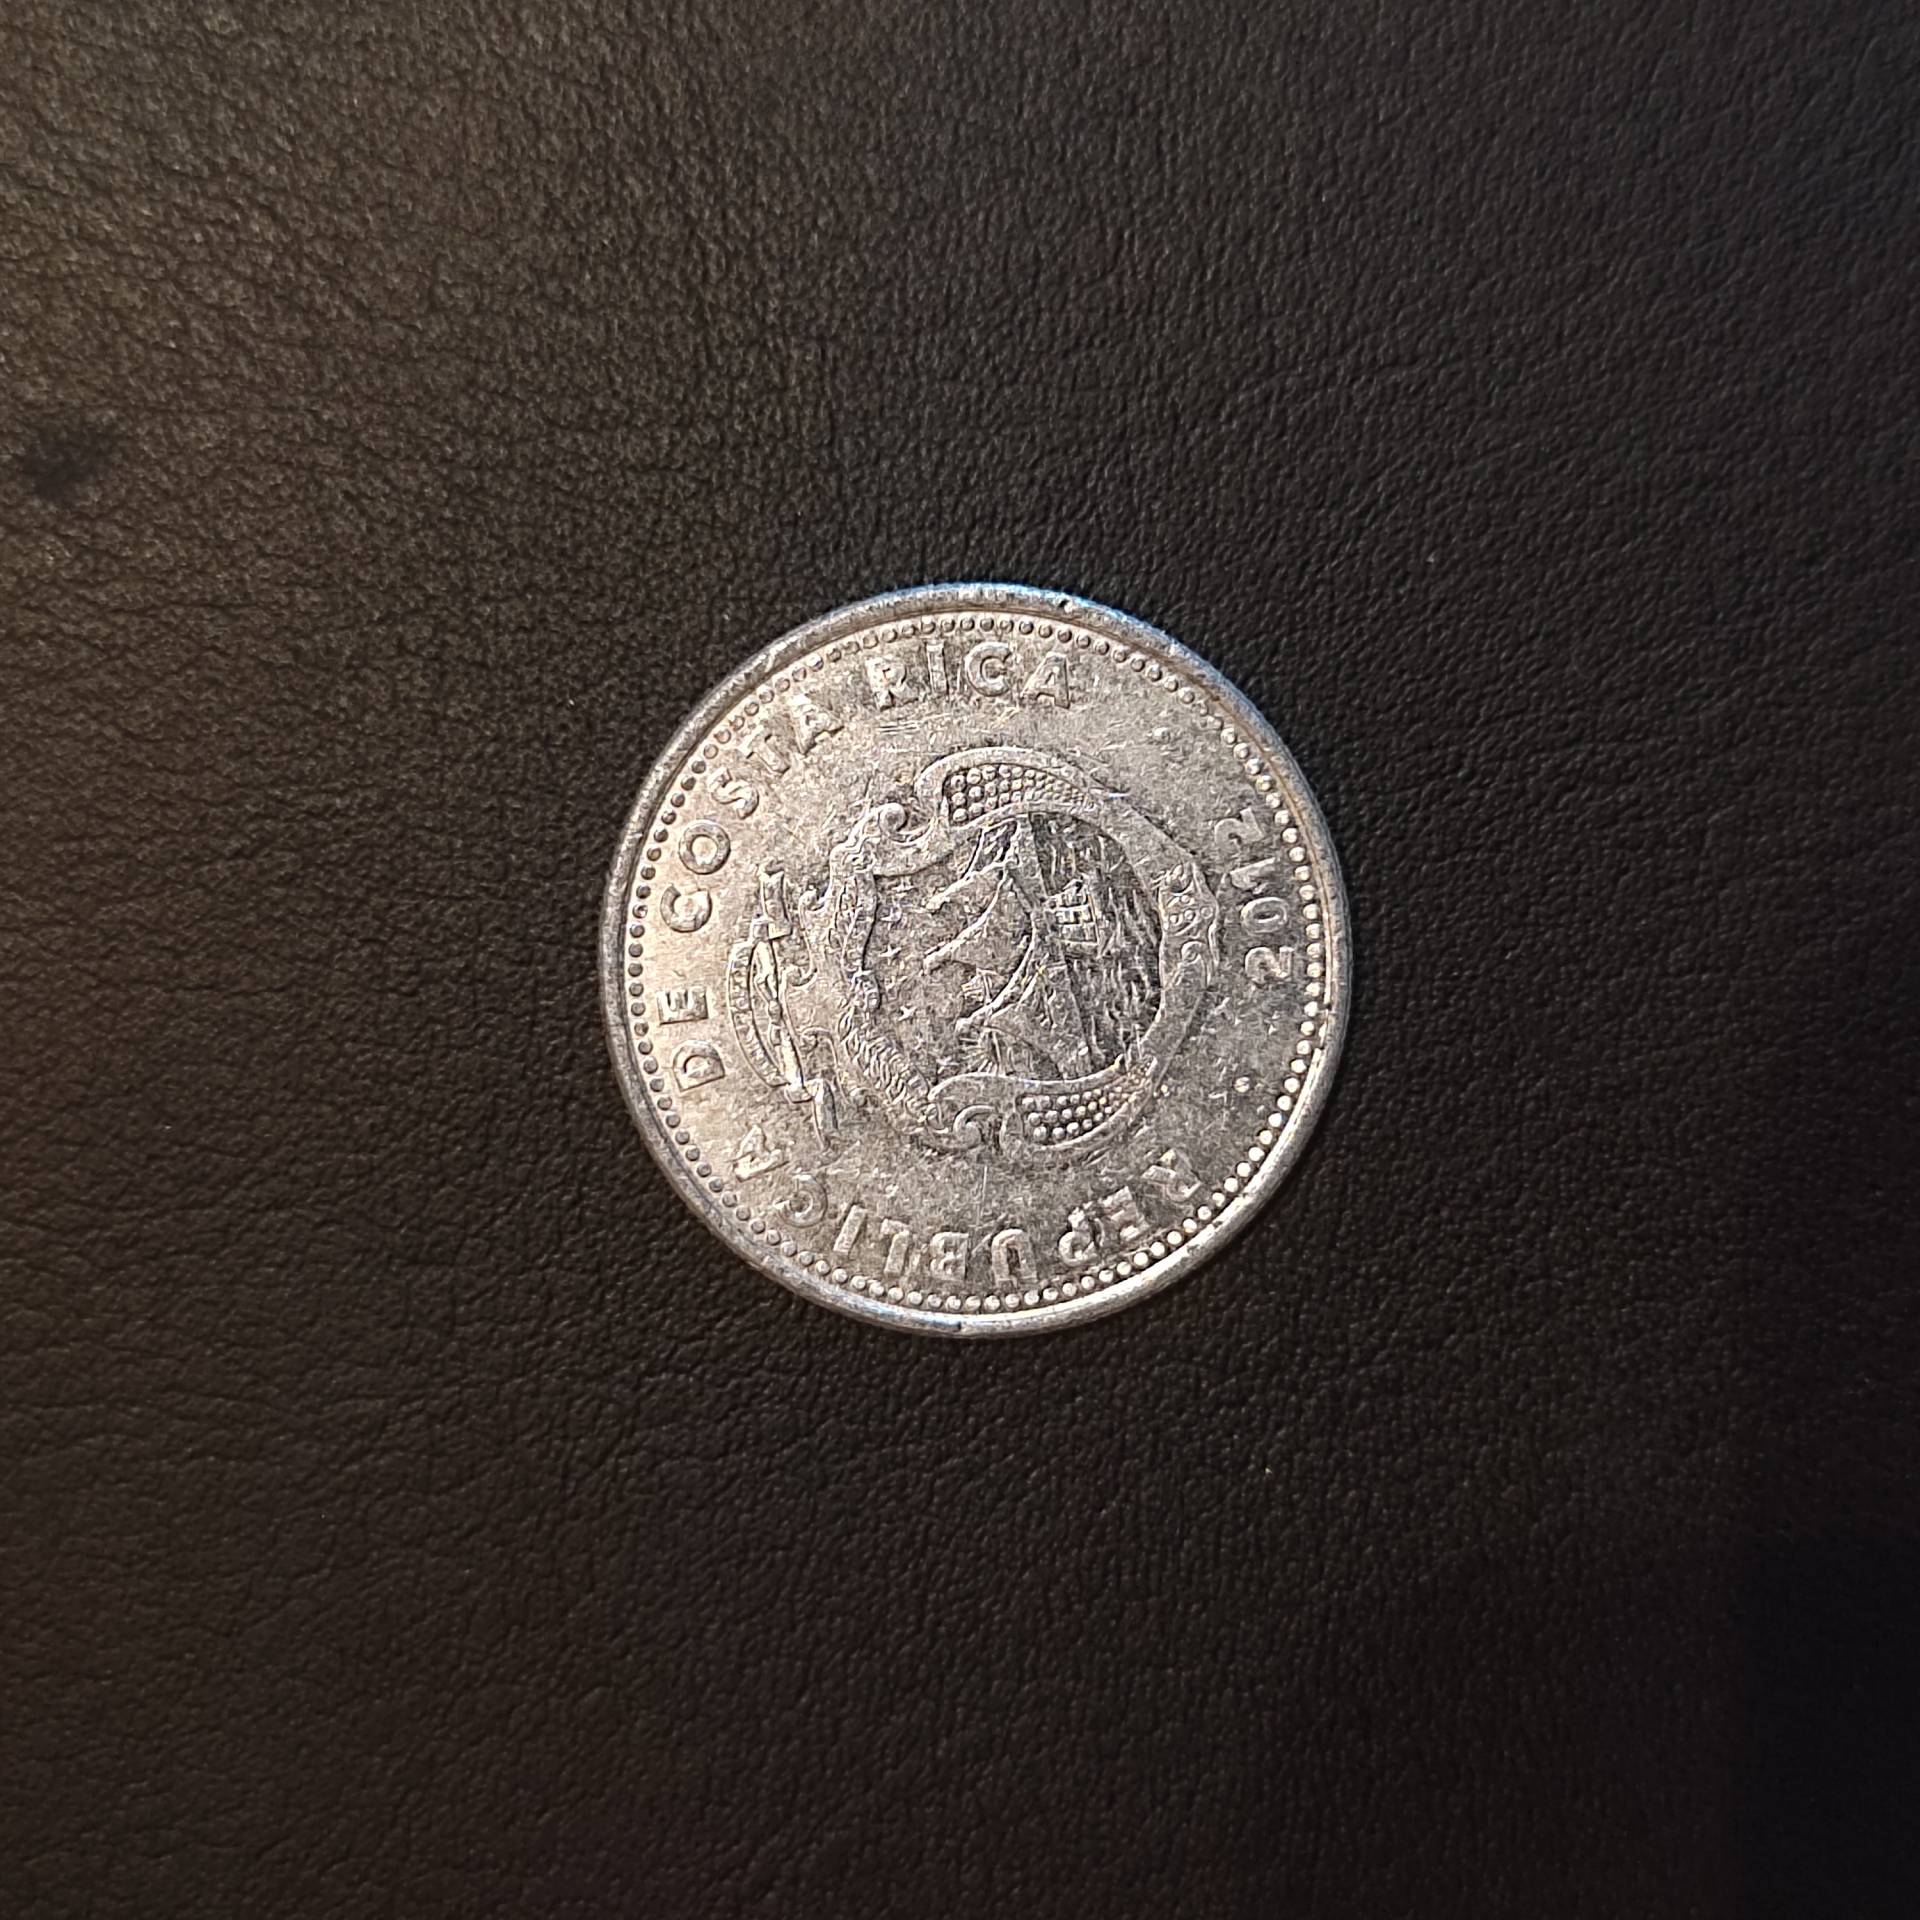 REPUBLICA DE COSTA RICA
2012